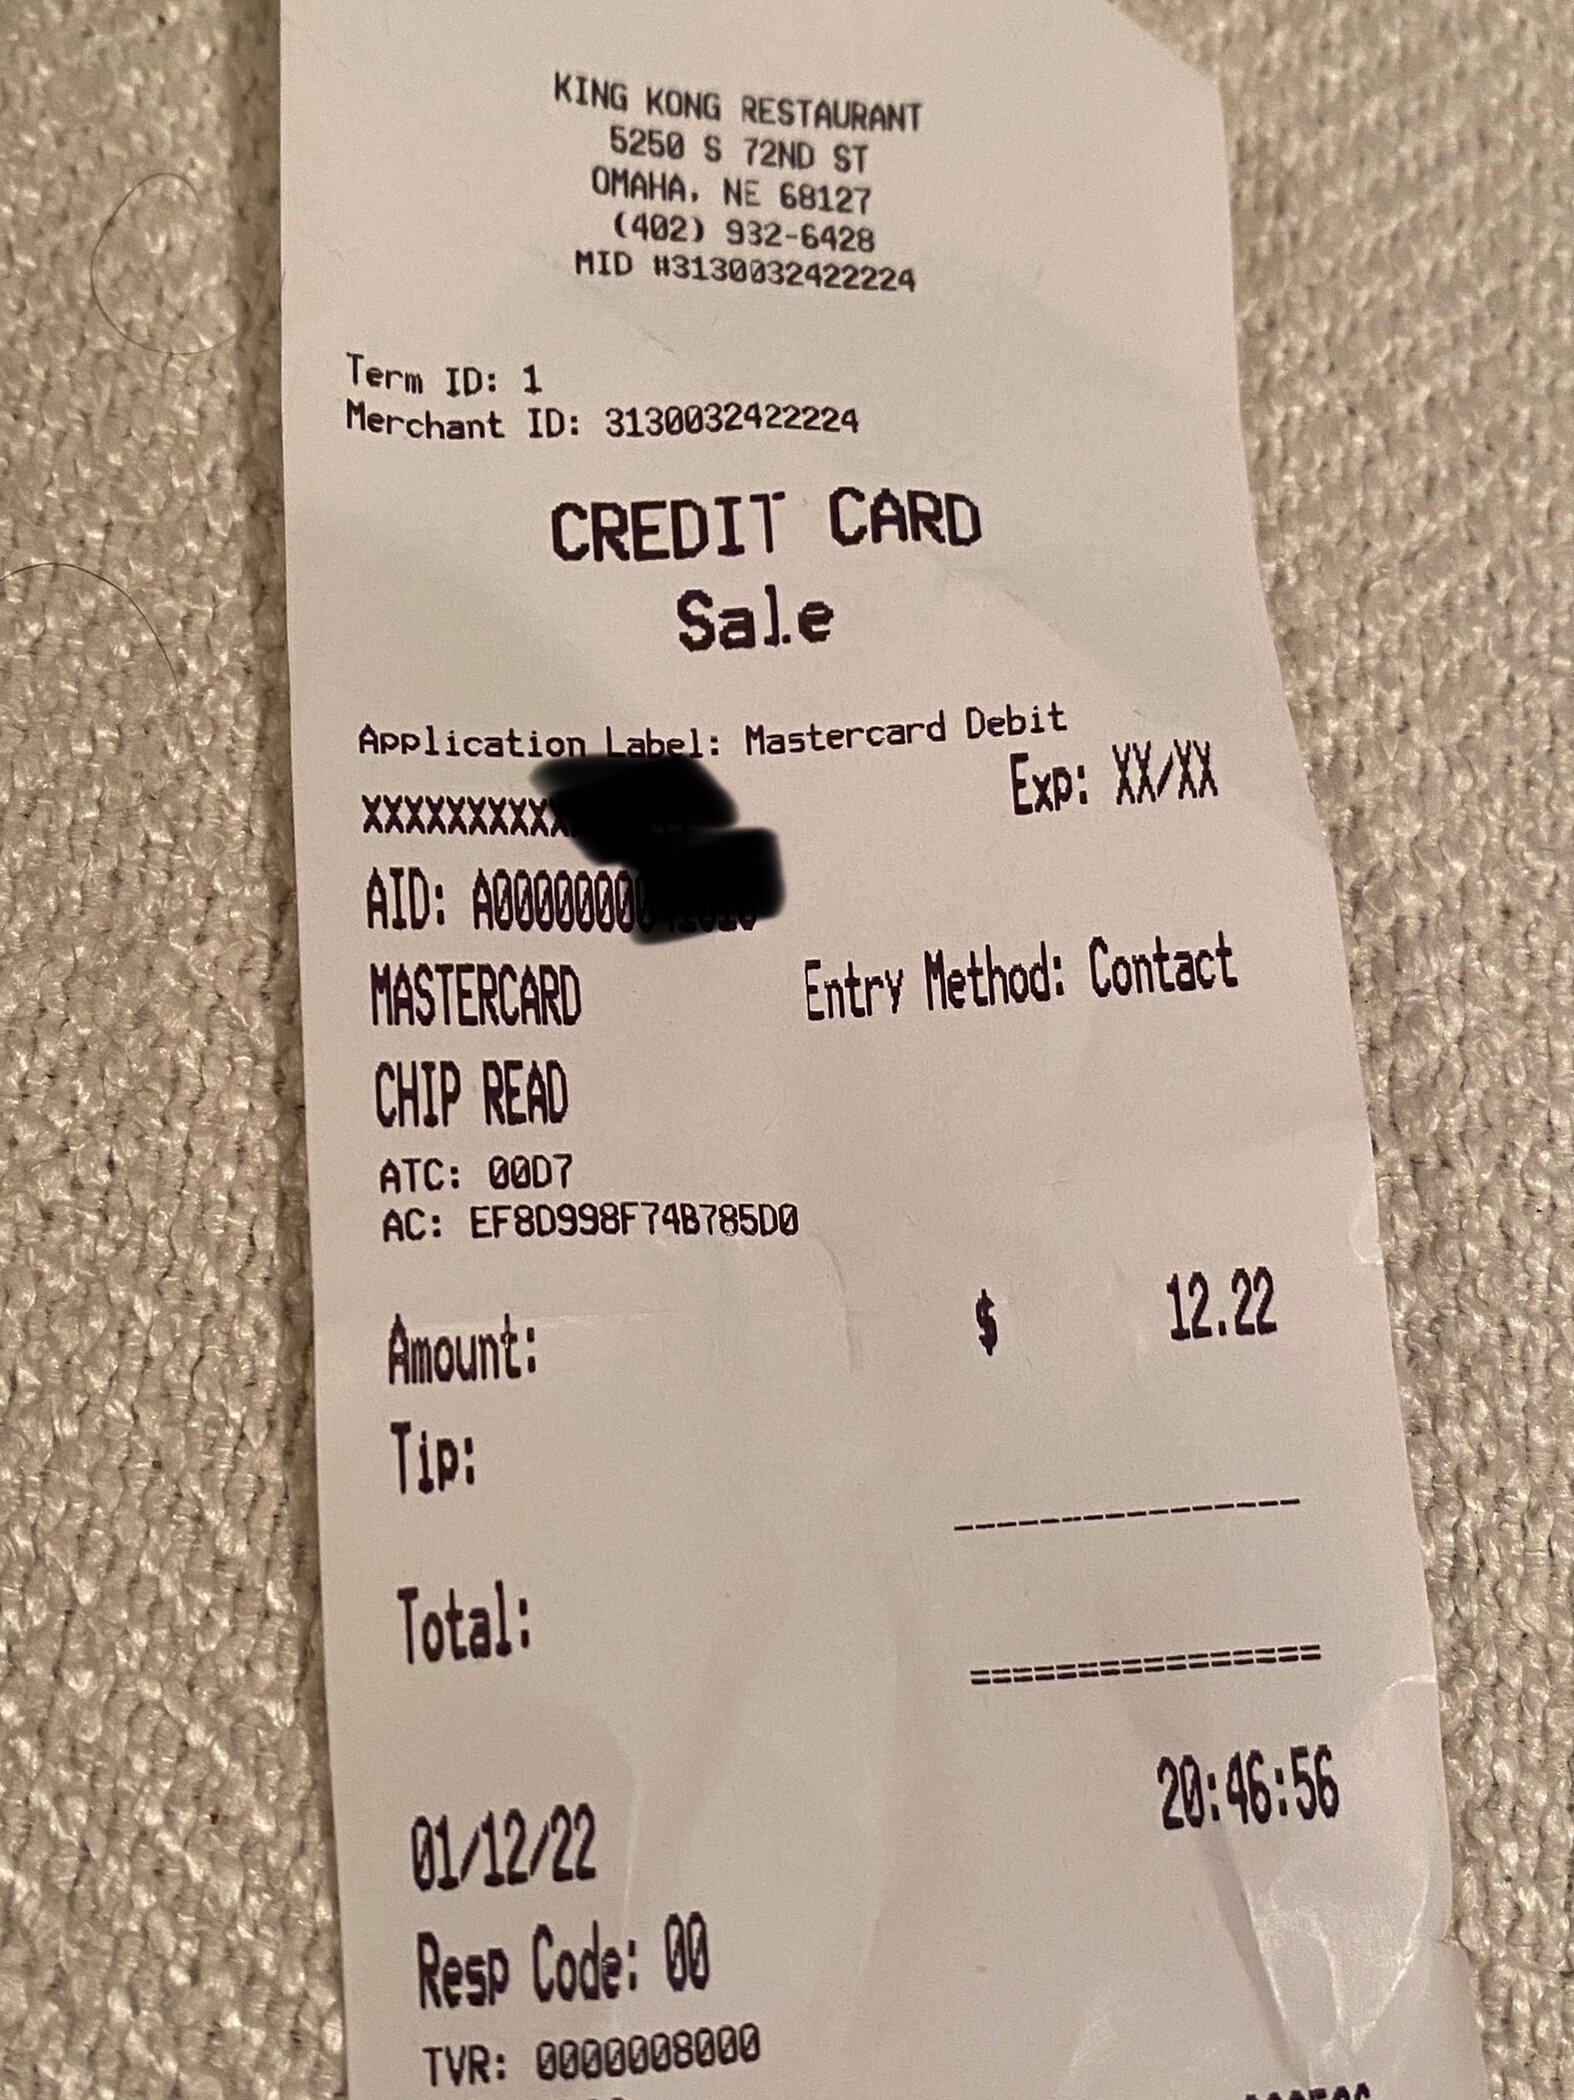 KING KONG RESTAURANT
5250 S 72ND ST
OMAHA, NE 68127
(402) 932-6428
MID #3130032422224
Term ID: 1
Merchant ID: 3130032422224
CREDIT CARD
Sale
Application Label: Mastercard Debit
XXXXXXXXXX Exp: XX/XX
AID: A0000000
MASTERCARD Entry Method: Contact
CHIP READ
ATC: 00D7
AC: EF8D998F74B785D0
Amount: $ 12.22
Tip:
Total:
01/12/22 20:46:56
Resp Code: 00
TVR: 0000008000